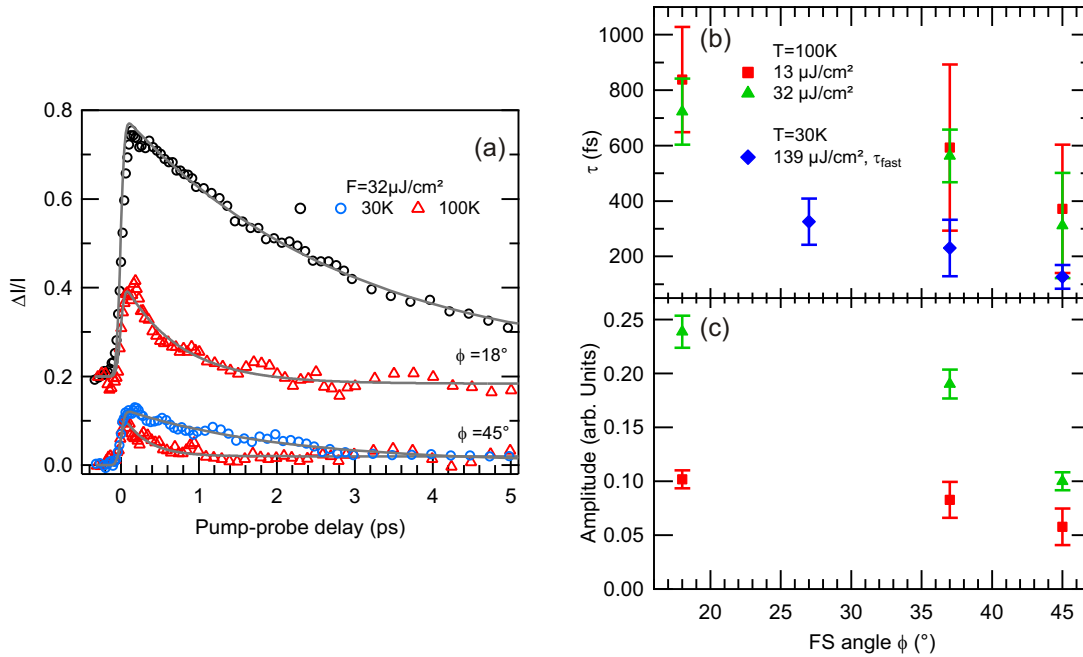 (a)
F=32µJ/cm²
30K 100K
ϕ =18°
ϕ =45°
0.8
0.6
0.4
0.2
0.0
ΔI/I
0 1 2 3 4 5
Pump-probe delay (ps)
(b)
T=100K
13 µJ/cm²
32 µJ/cm²
T=30K
139 µJ/cm², τfast
1000
800
600
400
200
τ (fs)
(c)
0.25
0.20
0.15
0.10
0.05
0.00
Amplitude (arb. Units)
20 25 30 35 40 45
FS angle ϕ (°)